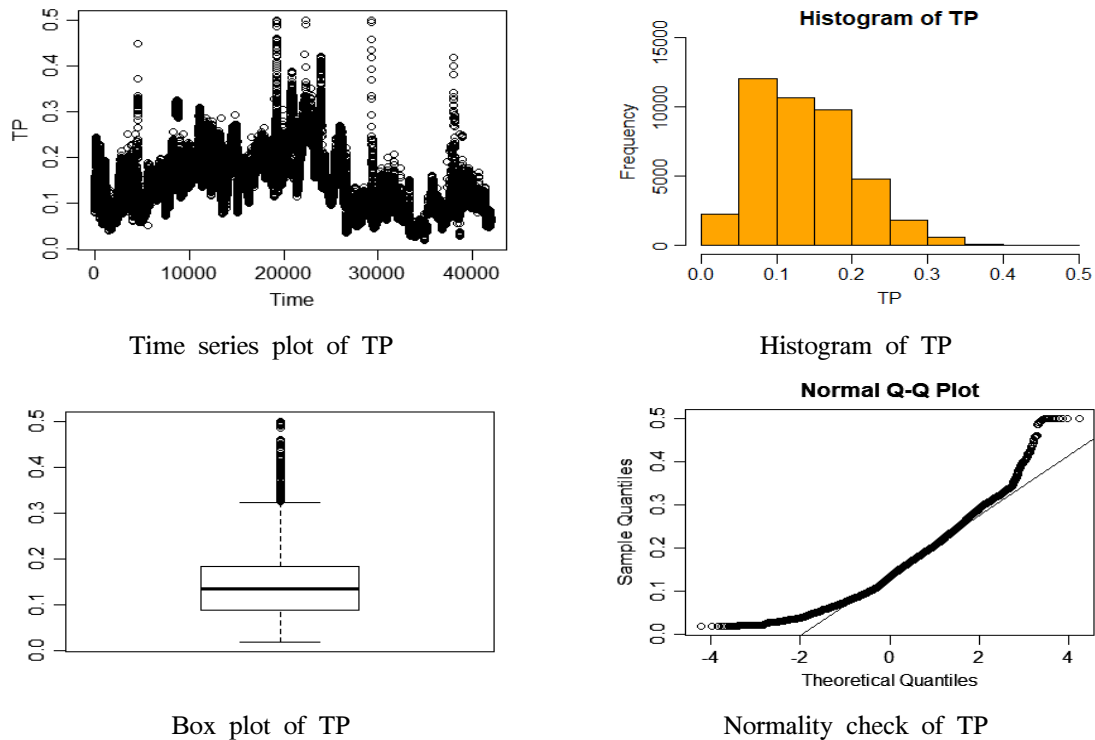 0.0 0.1 0.2 0.3 0.4 0.5
TP
0 10000 20000 30000 40000
Time
Time series plot of TP
Histogram of TP
0 5000 10000 15000
Frequency
0.0 0.1 0.2 0.3 0.4 0.5
TP
Histogram of TP
0.0 0.1 0.2 0.3 0.4 0.5
Box plot of TP
Normal Q-Q Plot
0.0 0.1 0.2 0.3 0.4 0.5
Sample Quantiles
-4 -2 0 2 4
Theoretical Quantiles
Normality check of TP